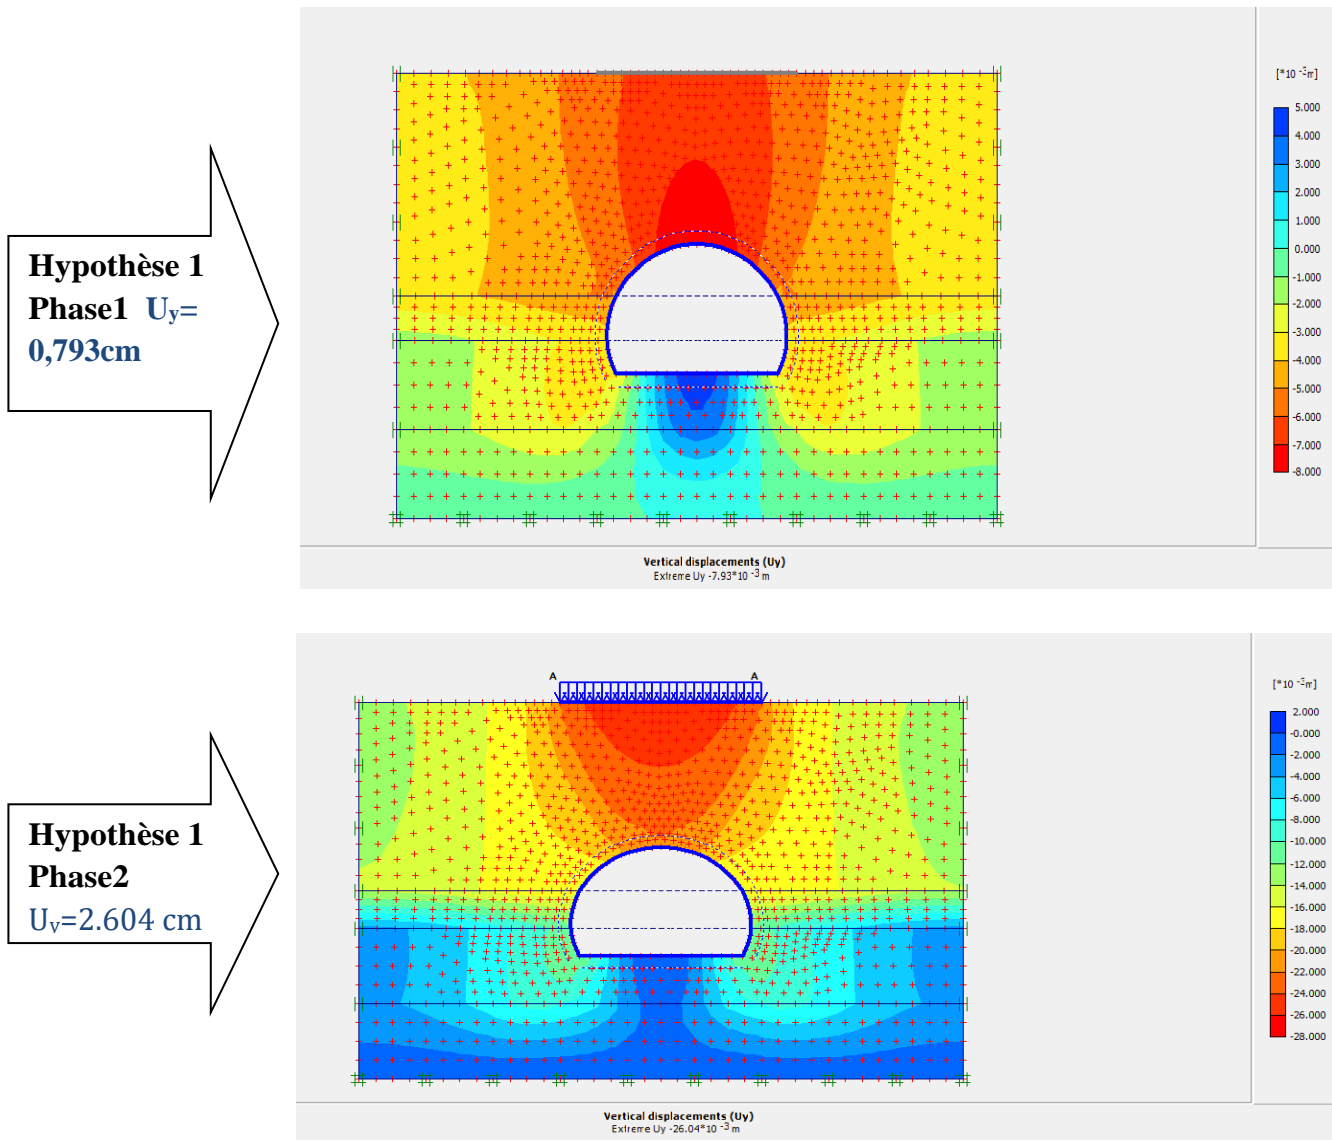 Hypothèse 1
Phase1 Uy=
0,793cm
[*10 -3m]
5.000
4.000
3.000
2.000
1.000
0.000
-1.000
-2.000
-3.000
-4.000
-5.000
-6.000
-7.000
-8.000
Vertical displacements (Uy)
Extreme Uy -7.93*10 -3 m
Hypothèse 1
Phase2
Uy=2.604 cm
A A
[*10 -3m]
2.000
-0.000
-2.000
-4.000
-6.000
-8.000
-10.000
-12.000
-14.000
-16.000
-18.000
-20.000
-22.000
-24.000
-26.000
-28.000
Vertical displacements (Uy)
Extreme Uy -26.04*10 -3 m